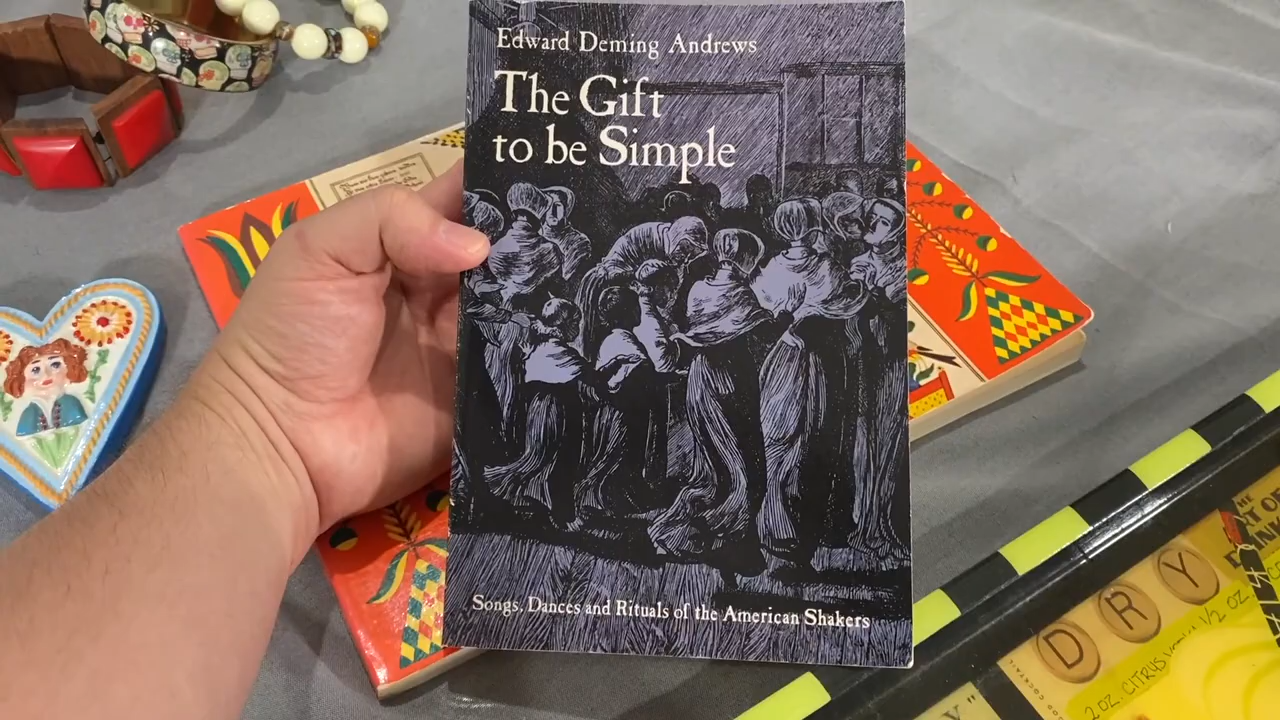 Edward Deming Andrews
The Gift
to be Simple
Songs, Dances and Rituals of the American Shakers
DRY
2 OZ. CITRUS
1/2 OZ.